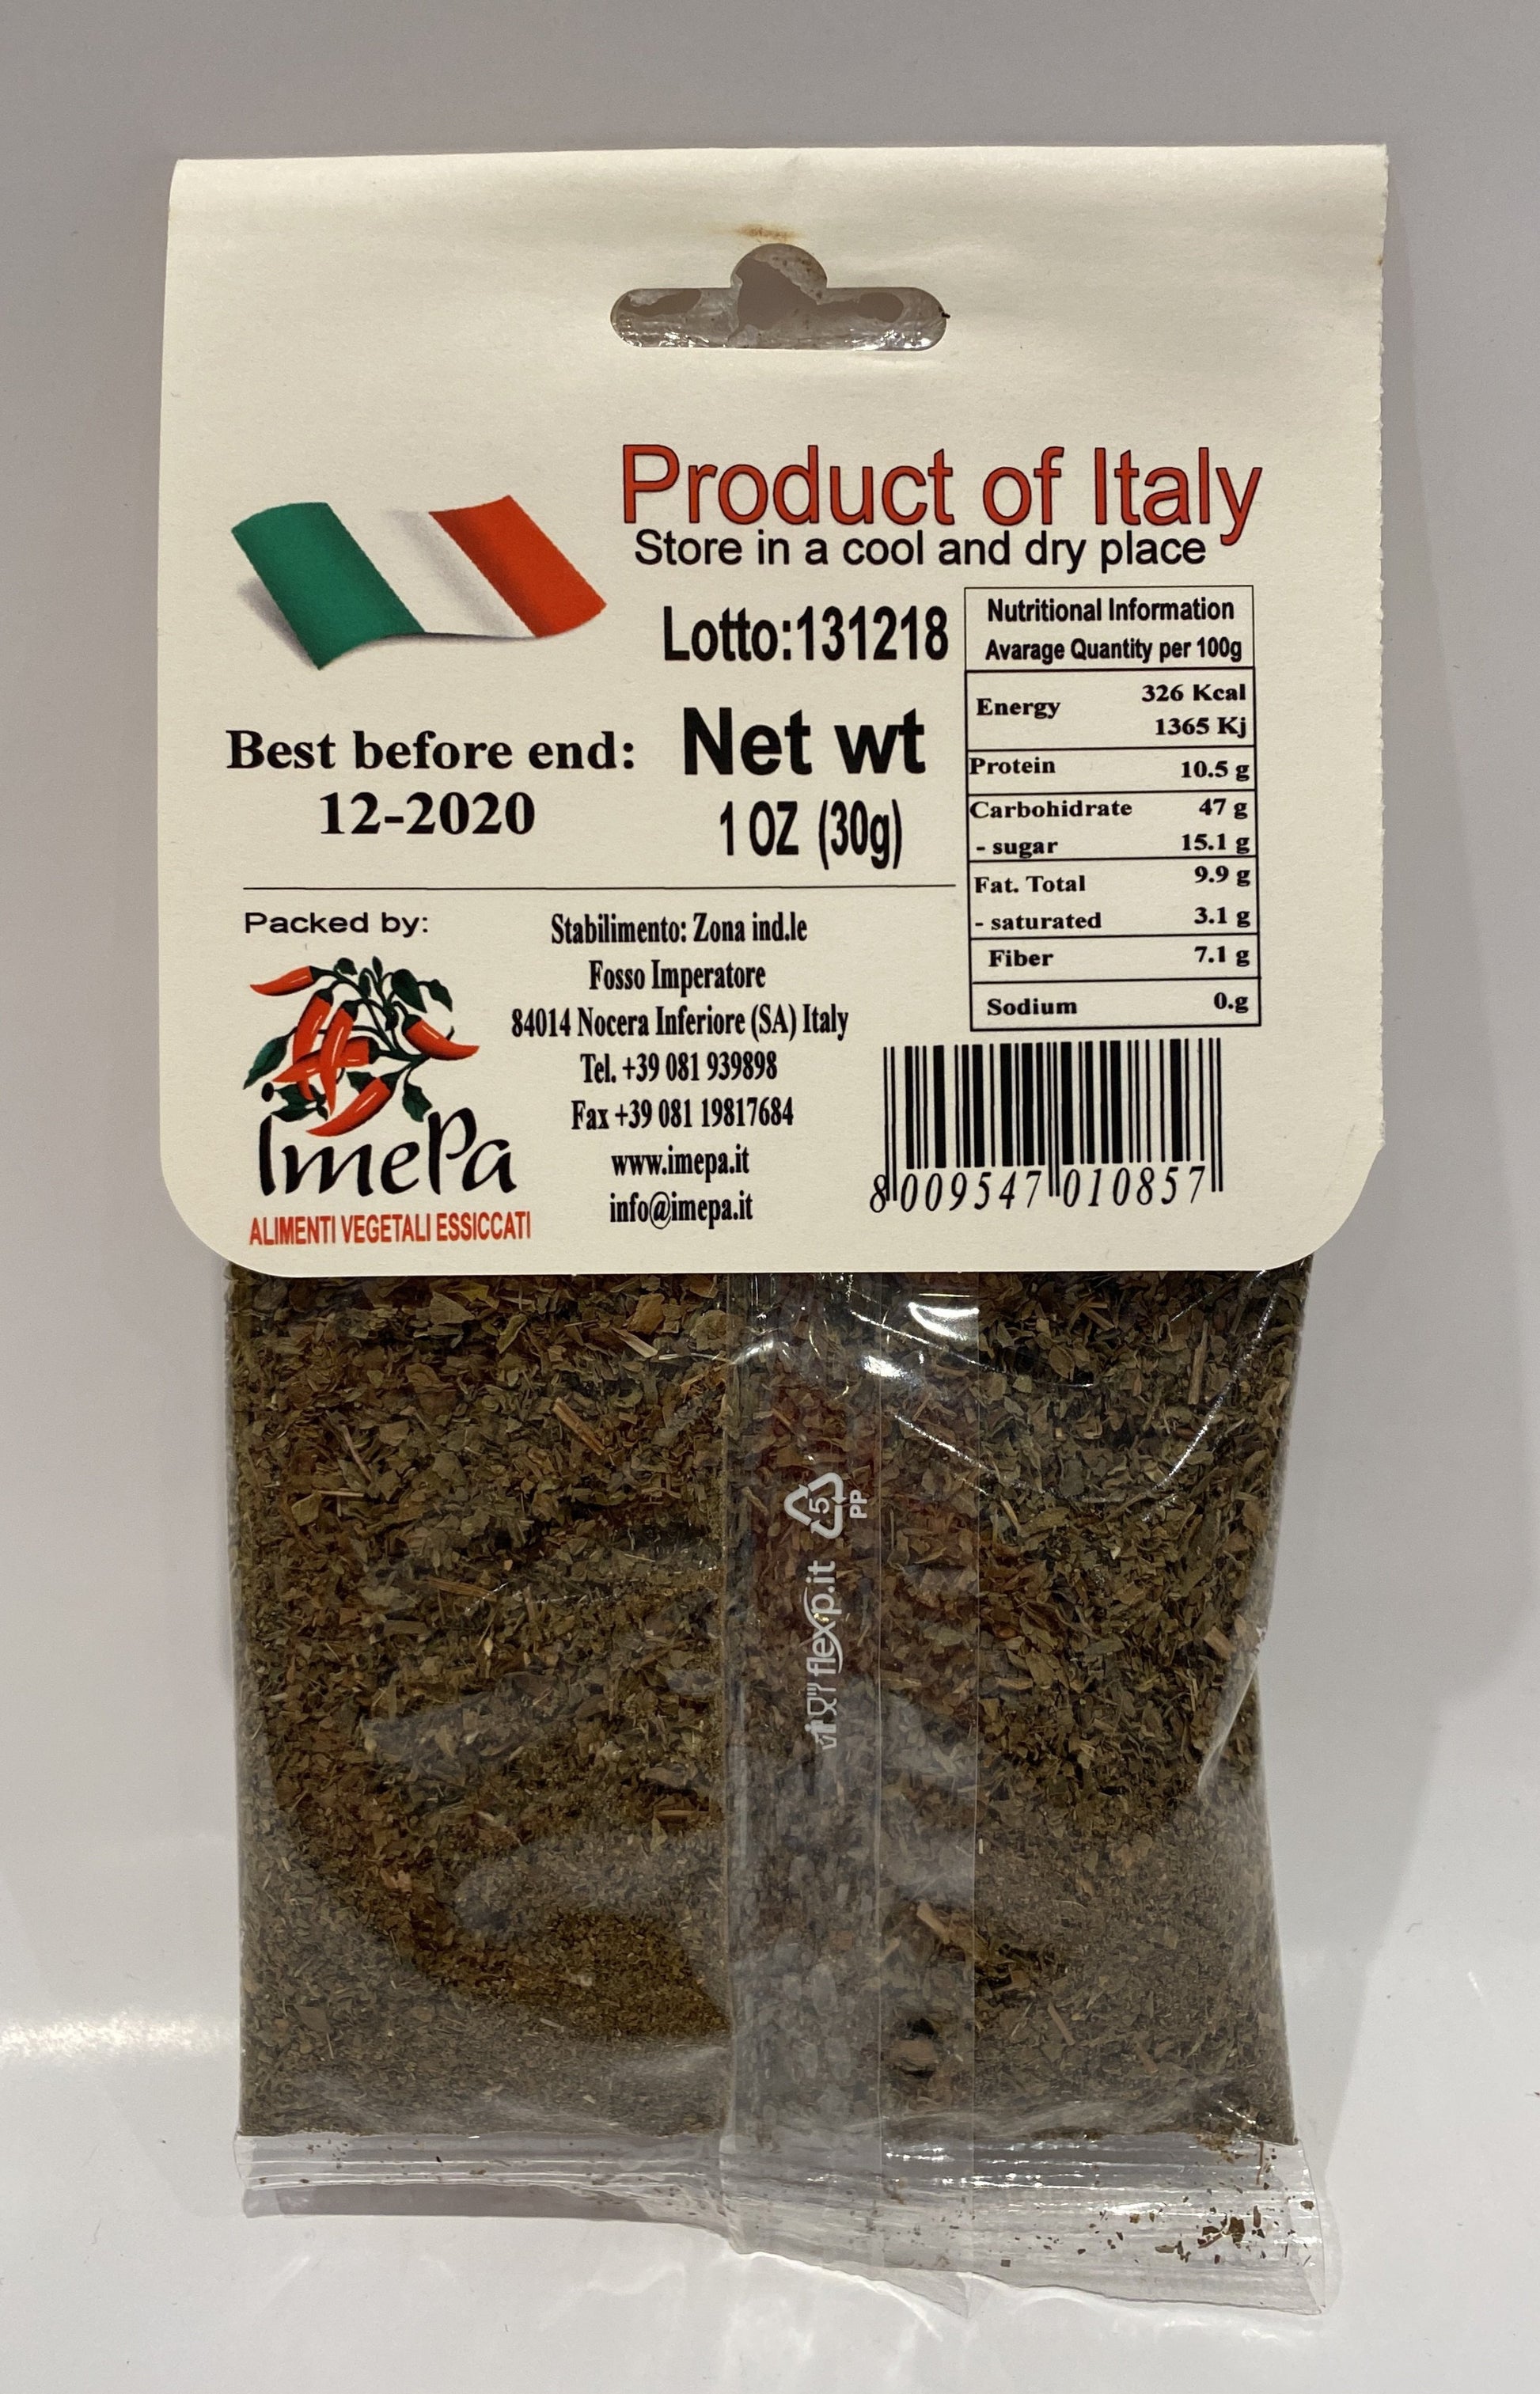 Product of Italy
Store in a cool and dry place
Lotto:131218
Best before end:
12-2020
Net wt
1 OZ (30g)
Nutritional Information
Avarage Quantity per 100g
Energy 326 Kcal
1365 Kj
Protein 10.5 g
Carbohidrate 47 g
- sugar 15.1 g
Fat. Total 9.9 g
- saturated 3.1 g
Fiber 7.1 g
Sodium 0.g
Packed by:
ImePa
ALIMENTI VEGETALI ESSICCATI
Stabilimento: Zona ind.le
Fosso Imperatore
84014 Nocera Inferiore (SA) Italy
Tel. +39 081 939898
Fax +39 081 19817684
www.imepa.it
info@imepa.it
8 009547 010857
5
PP
flexp.it